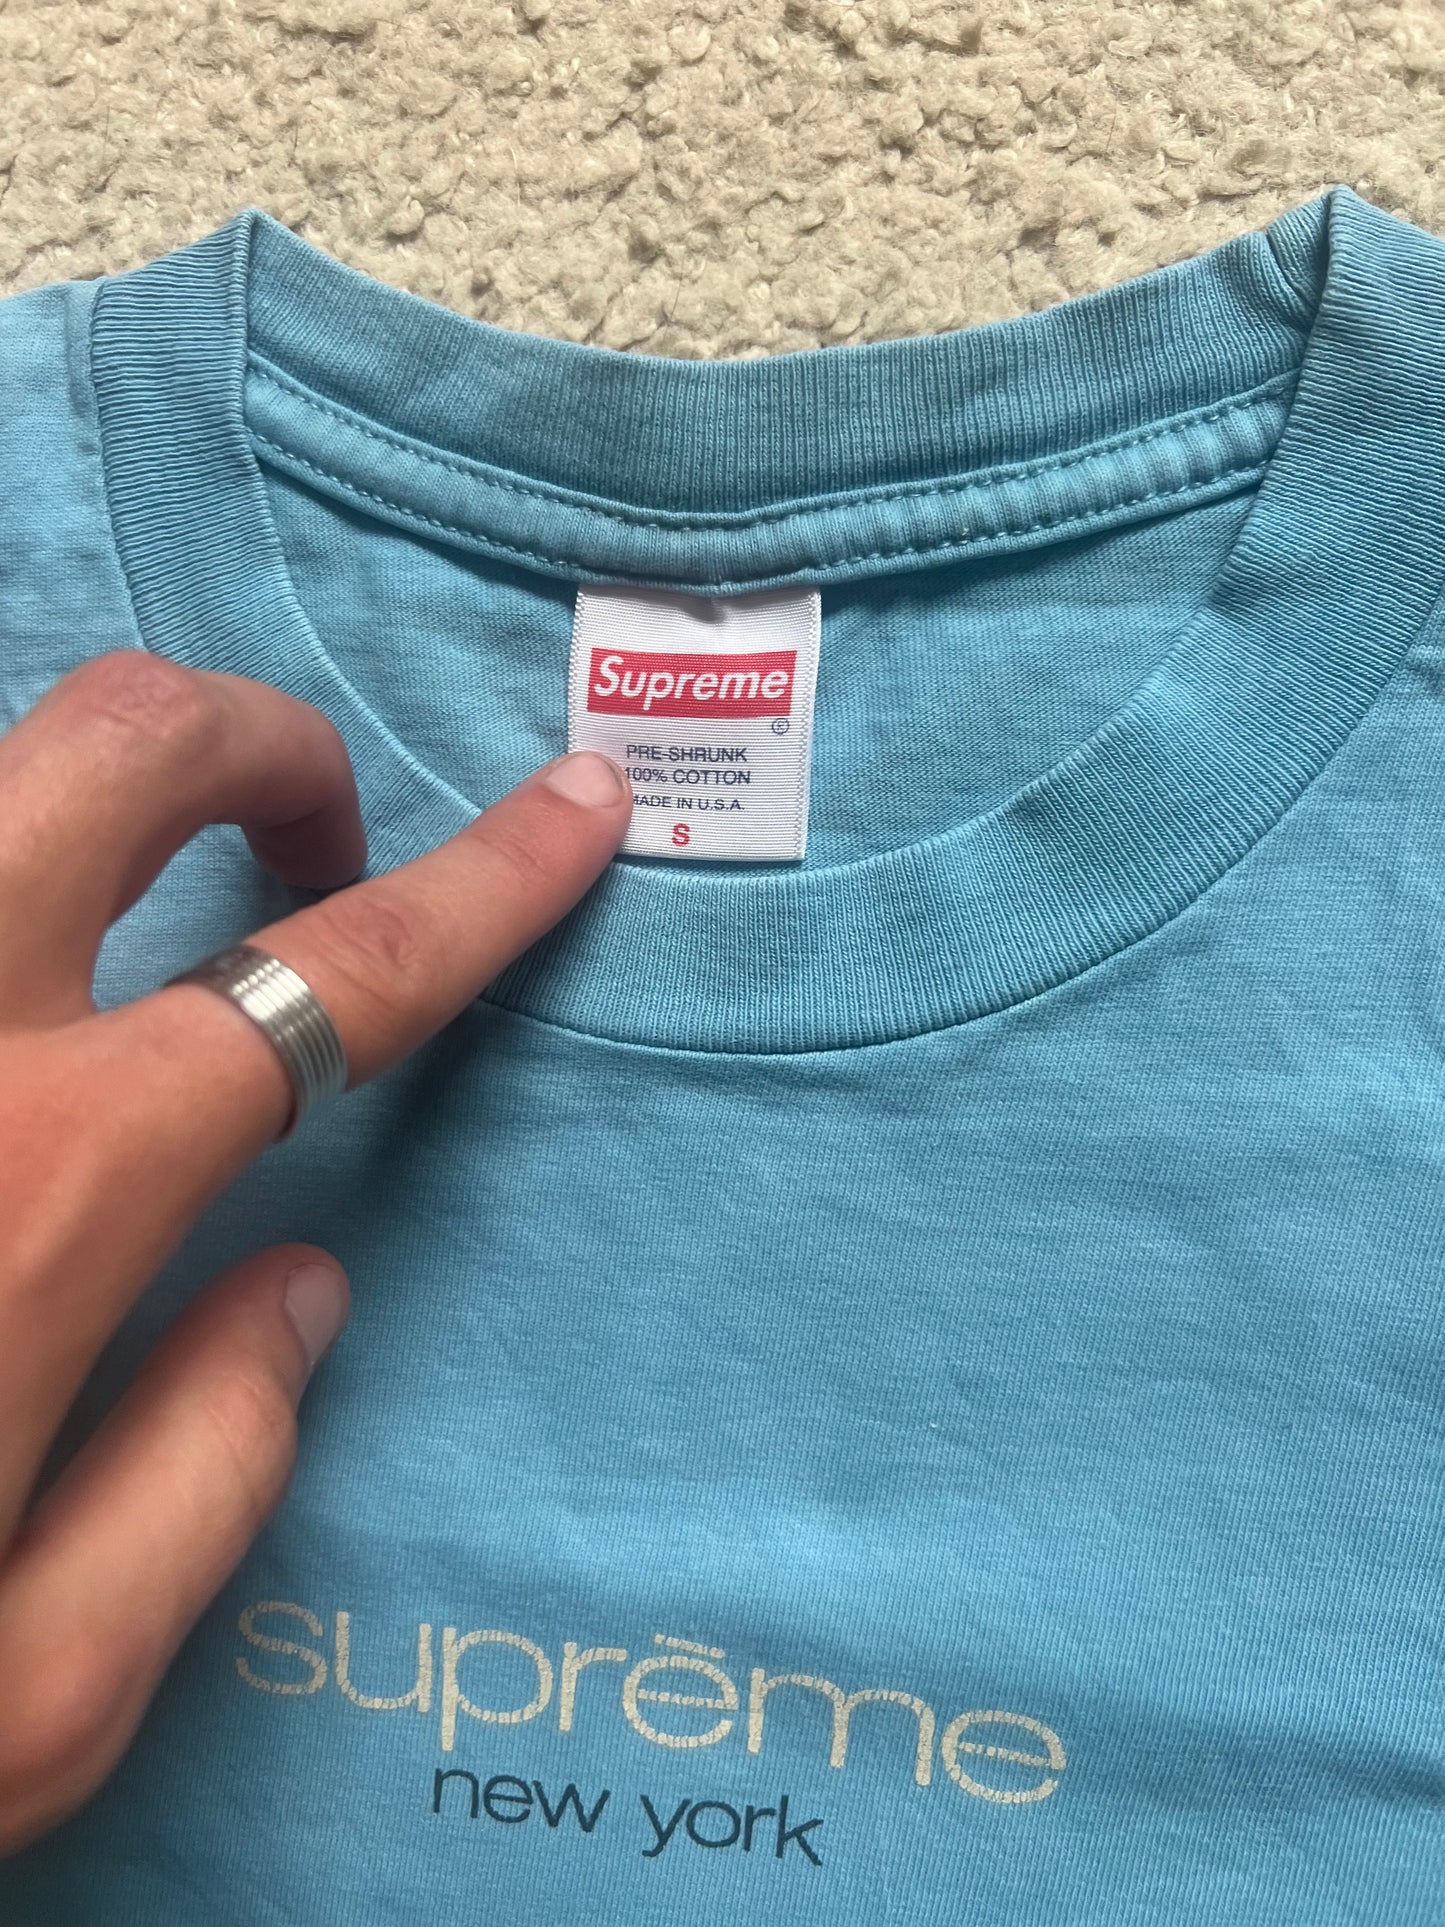 Supreme
®
PRE-SHRUNK
100% COTTON
MADE IN U.S.A.
S
suprēme
new york